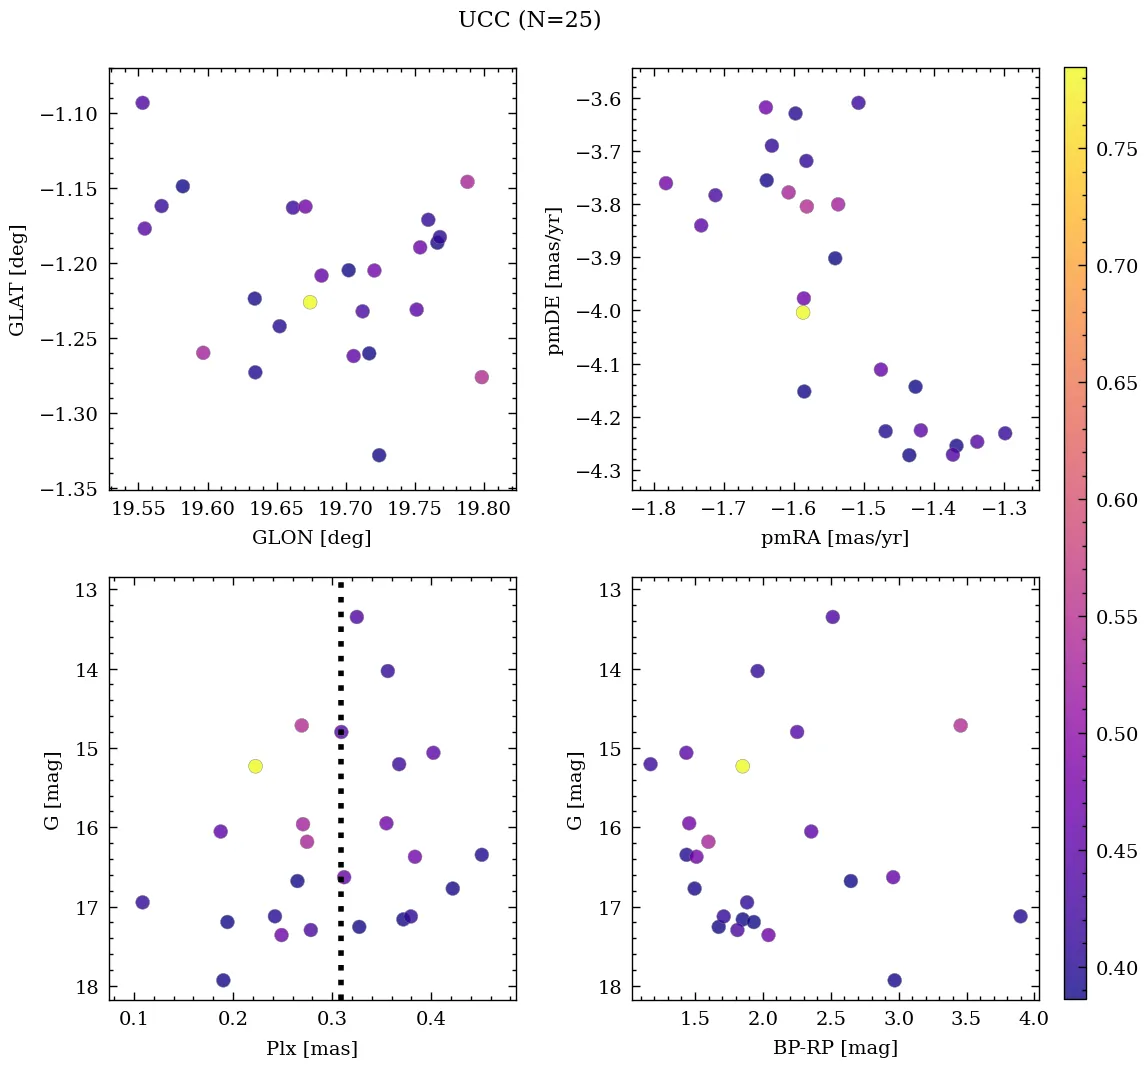 UCC (N=25)
−1.10
−1.15
−1.20
−1.25
−1.30
−1.35
GLAT [deg]
19.55 19.60 19.65 19.70 19.75 19.80
GLON [deg]
−3.6
−3.7
−3.8
−3.9
−4.0
−4.1
−4.2
−4.3
pmDE [mas/yr]
−1.8 −1.7 −1.6 −1.5 −1.4 −1.3
pmRA [mas/yr]
13
14
15
16
17
18
G [mag]
0.1 0.2 0.3 0.4
Plx [mas]
13
14
15
16
17
18
G [mag]
1.5 2.0 2.5 3.0 3.5 4.0
BP-RP [mag]
0.75
0.70
0.65
0.60
0.55
0.50
0.45
0.40